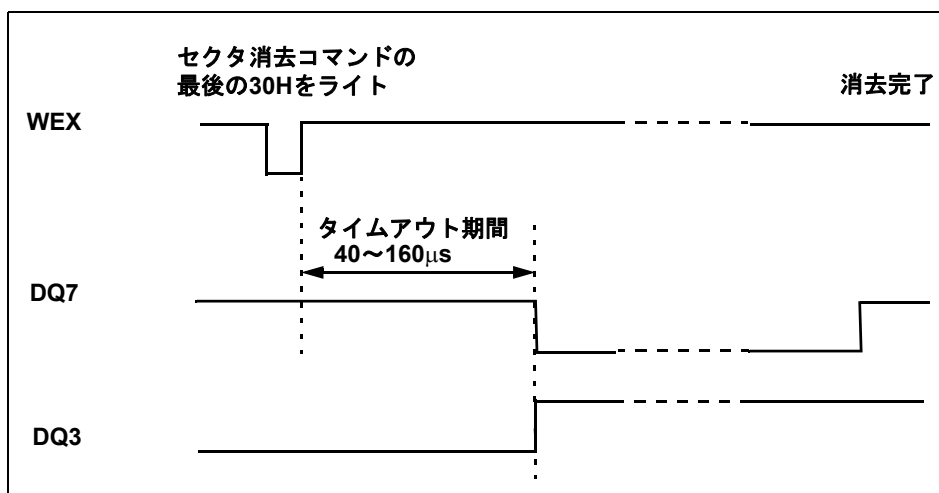 セクタ消去コマンドの
最後の30Hをライト
消去完了
WEX
タイムアウト期間
40～160μs
DQ7
DQ3